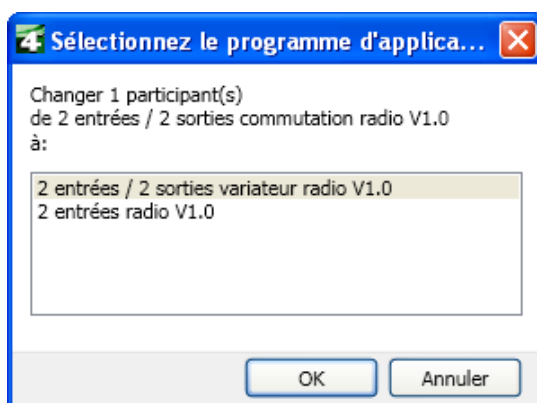 4 Sélectionnez le programme d'applica...
Changer 1 participant(s)
de 2 entrées / 2 sorties commutation radio V1.0
à:
2 entrées / 2 sorties variateur radio V1.0
2 entrées radio V1.0
OK Annuler